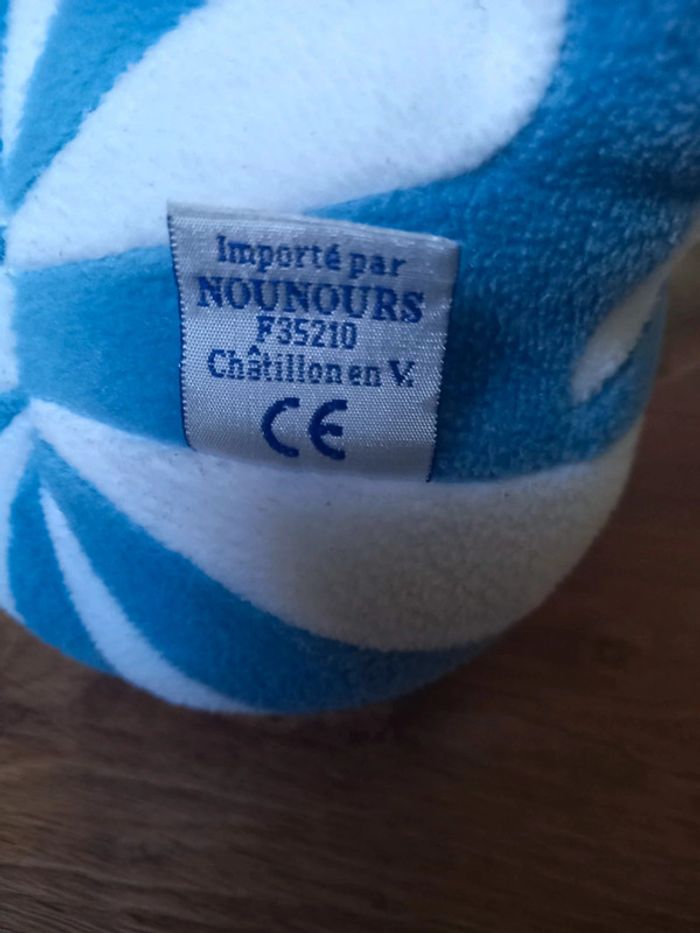 Importé par
NOUNOURS
F35210
Châtillon en V.
CE